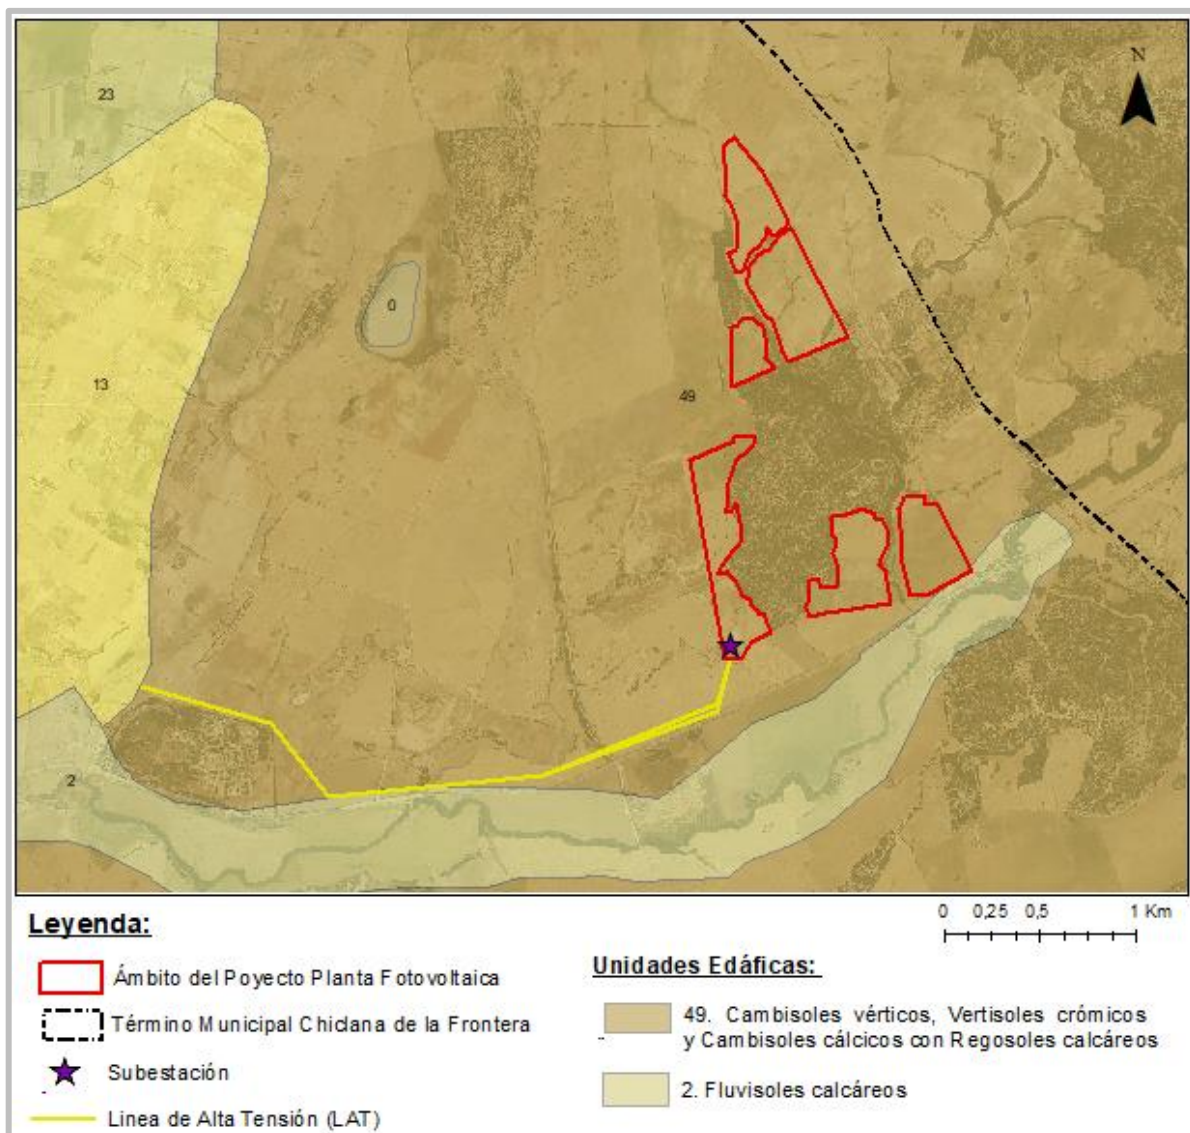 N
23
0
13
49
2
0 0,25 0,5 1 Km
Leyenda:
Ámbito del Poyecto Planta Fotovoltaica
Término Municipal Chiclana de la Frontera
Subestación
Linea de Alta Tensión (LAT)
Unidades Edáficas:
49. Cambisoles vérticos, Vertisoles crómicos
y Cambisoles cálcicos con Regosoles calcáreos
2. Fluvisoles calcáreos